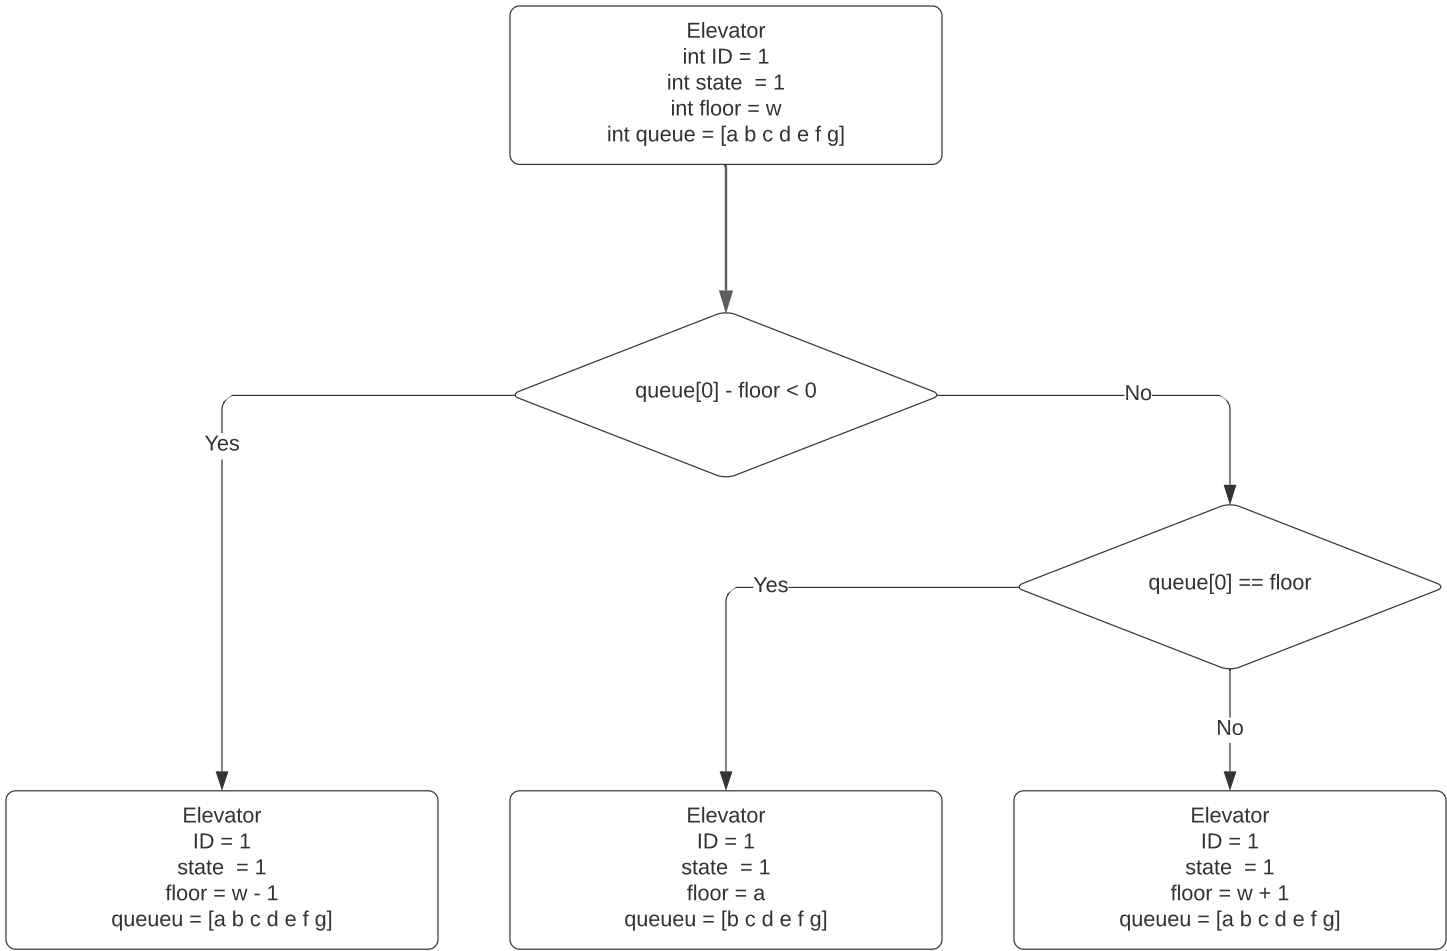 Elevator
int ID = 1
int state  = 1
int floor = w
int queue = [a b c d e f g]
queue[0] - floor < 0
No
Yes
queue[0] == floor
Yes
No
Elevator
ID = 1
state  = 1
floor = w - 1
queueu = [a b c d e f g]
Elevator
ID = 1
state  = 1
floor = a
queueu = [b c d e f g]
Elevator
ID = 1
state  = 1
floor = w + 1
queueu = [a b c d e f g]